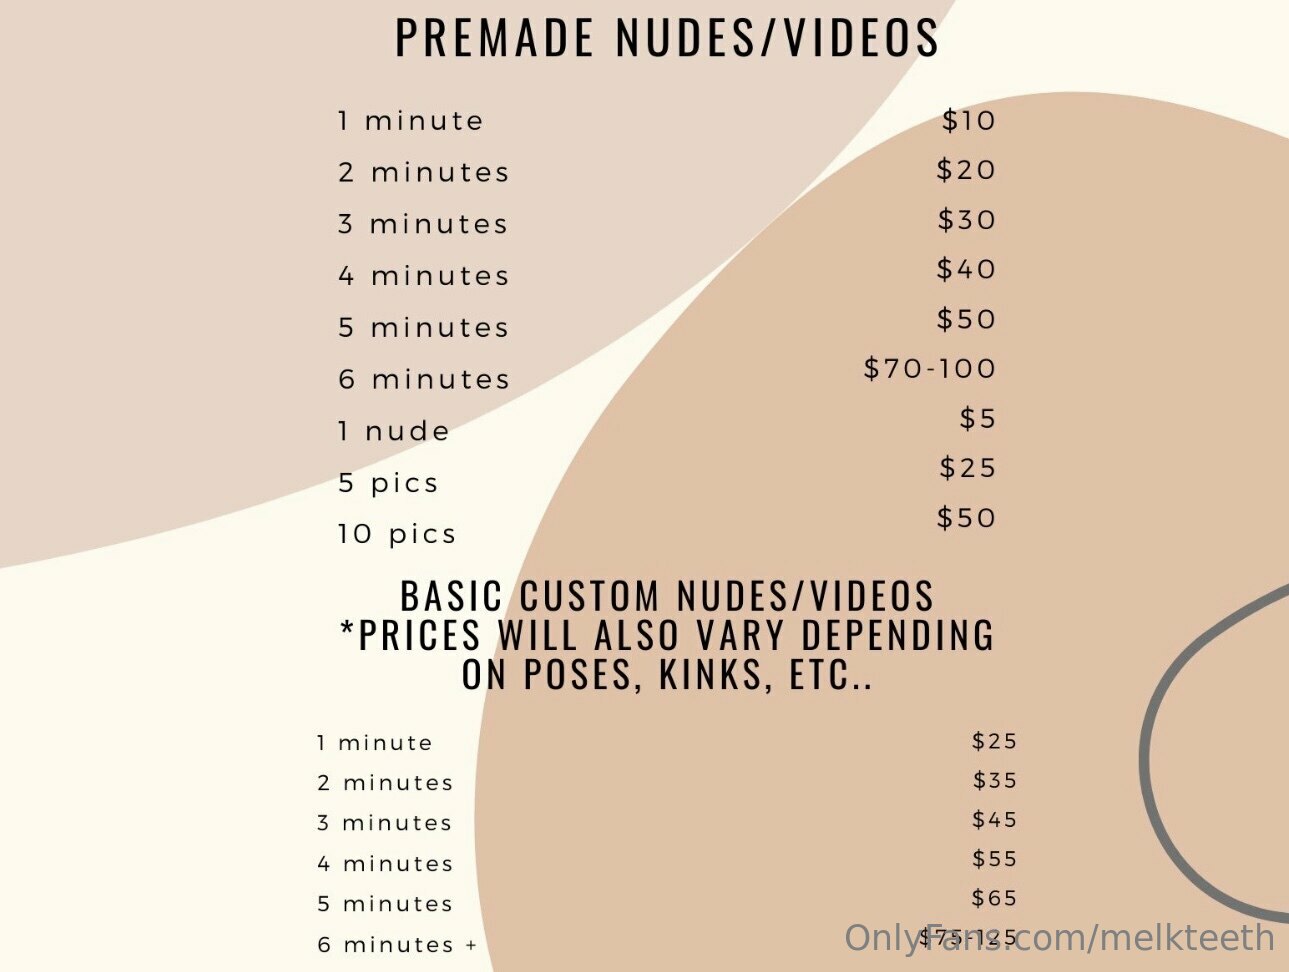 PREMADE NUDES/VIDEOS
1 minute $10
2 minutes $20
3 minutes $30
4 minutes $40
5 minutes $50
6 minutes $70-100
1 nude $5
5 pics $25
10 pics $50
BASIC CUSTOM NUDES/VIDEOS
*PRICES WILL ALSO VARY DEPENDING
ON POSES, KINKS, ETC..
1 minute $25
2 minutes $35
3 minutes $45
4 minutes $55
5 minutes $65
6 minutes + $75-125
OnlyFans.com/melkteeth